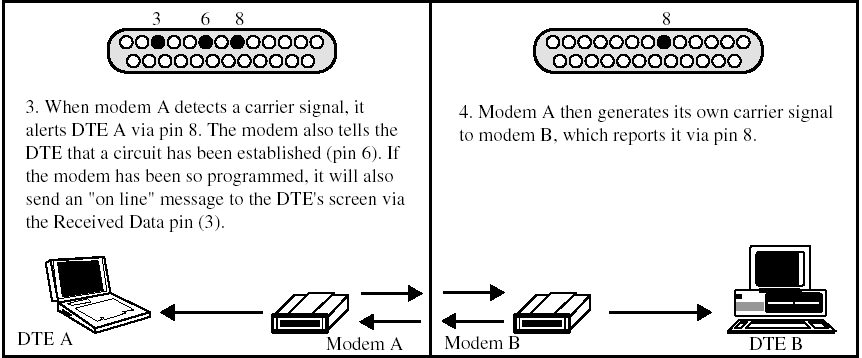 3 6 8
3. When modem A detects a carrier signal, it
alerts DTE A via pin 8. The modem also tells the
DTE that a circuit has been established (pin 6). If
the modem has been so programmed, it will also
send an "on line" message to the DTE's screen via
the Received Data pin (3).
DTE A
Modem A
8
4. Modem A then generates its own carrier signal
to modem B, which reports it via pin 8.
Modem B
DTE B